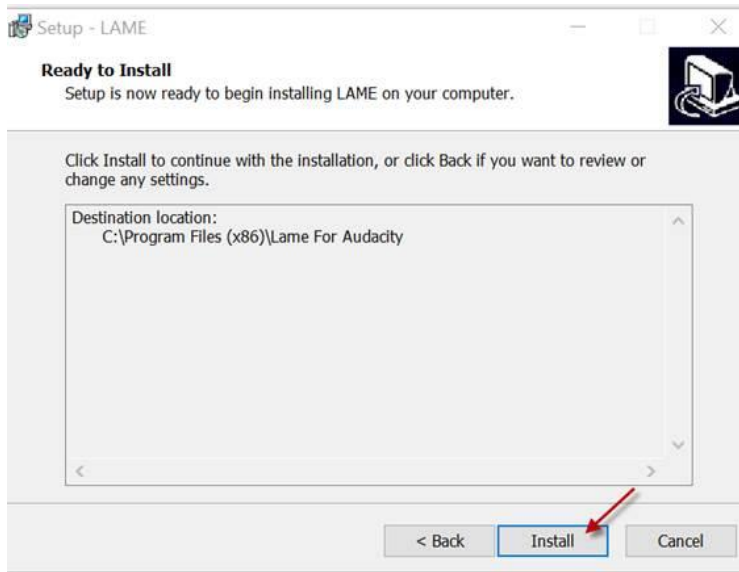 Setup - LAME
Ready to Install
Setup is now ready to begin installing LAME on your computer.
Click Install to continue with the installation, or click Back if you want to review or
change any settings.
Destination location:
C:\Program Files (x86)\Lame For Audacity
< Back Install Cancel